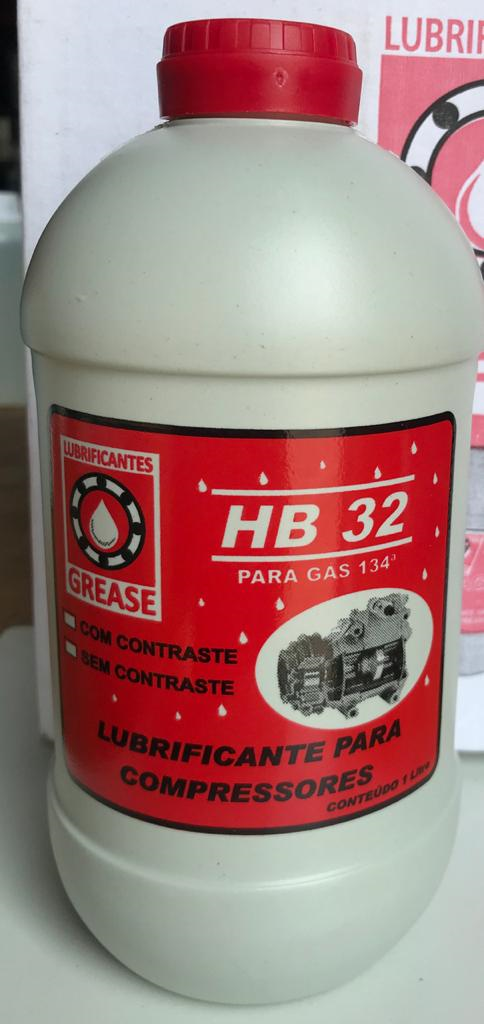 LUBRIF
LUBRIFICANTES
GREASE
HB 32
PARA GAS 134ª
COM CONTRASTE
SEM CONTRASTE
LUBRIFICANTE PARA
COMPRESSORES
CONTEÚDO 1 Litro